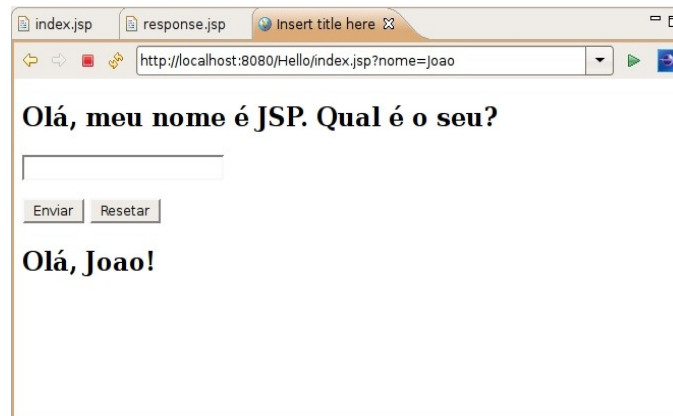 index.jsp response.jsp Insert title here
http://localhost:8080/Hello/index.jsp?nome=Joao
Olá, meu nome é JSP. Qual é o seu?
Enviar Resetar
Olá, Joao!